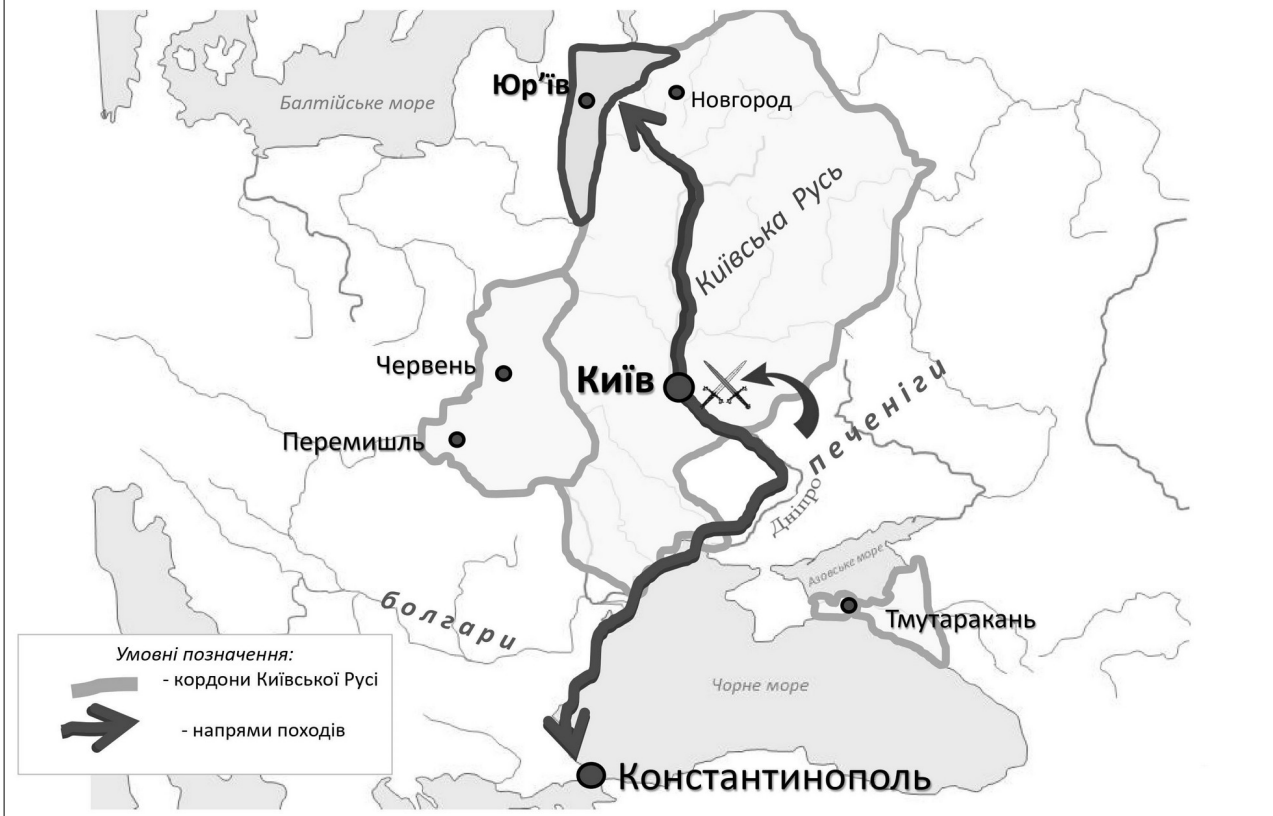 Юр’їв
Новгород
Балтійське море
Київська Русь
Червень
Київ
Перемишль
печеніги
Дніпро
Азовське море
болгари
Тмутаракань
Умовні позначення:
- кордони Київської Русі
Чорне море
- напрями походів
Константинополь